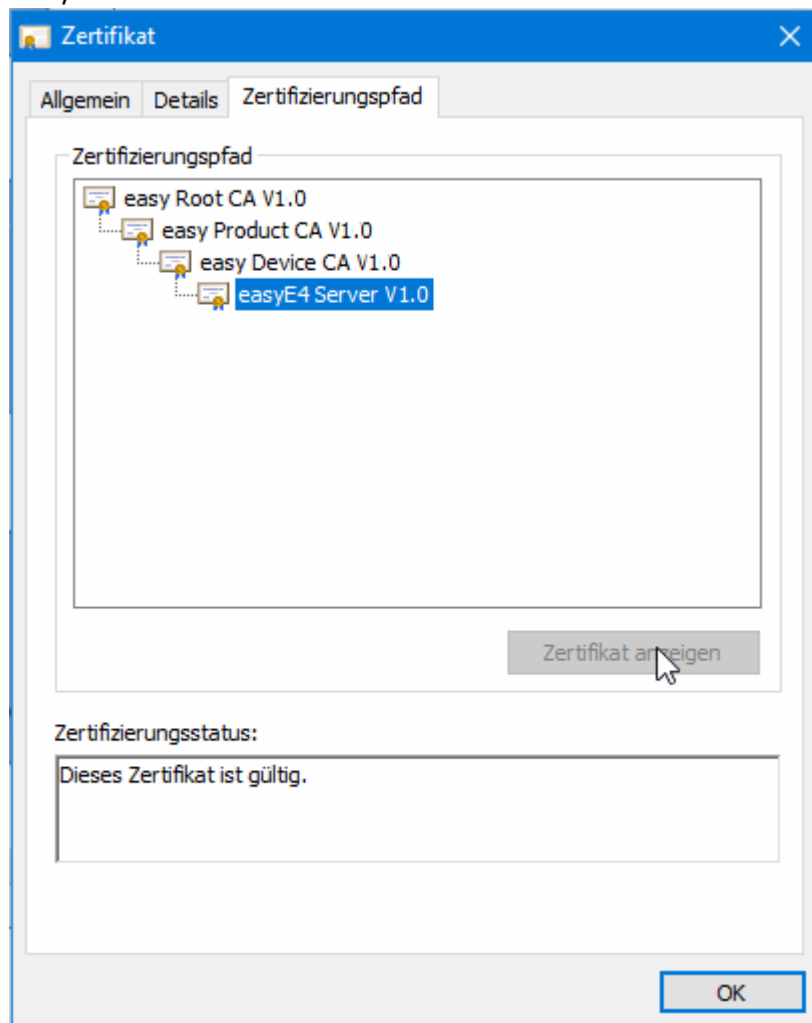 Zertifikat
Allgemein Details Zertifizierungspfad
Zertifizierungspfad
easy Root CA V1.0
easy Product CA V1.0
easy Device CA V1.0
easyE4 Server V1.0
Zertifikat anzeigen
Zertifizierungsstatus:
Dieses Zertifikat ist gültig.
OK